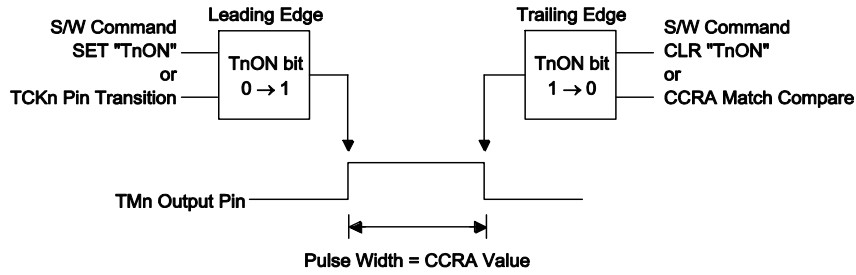 Leading Edge
S/W Command
SET "TnON"
or
TCKn Pin Transition
TnON bit
0 → 1
Trailing Edge
TnON bit
1 → 0
S/W Command
CLR "TnON"
or
CCRA Match Compare
TMn Output Pin
Pulse Width = CCRA Value